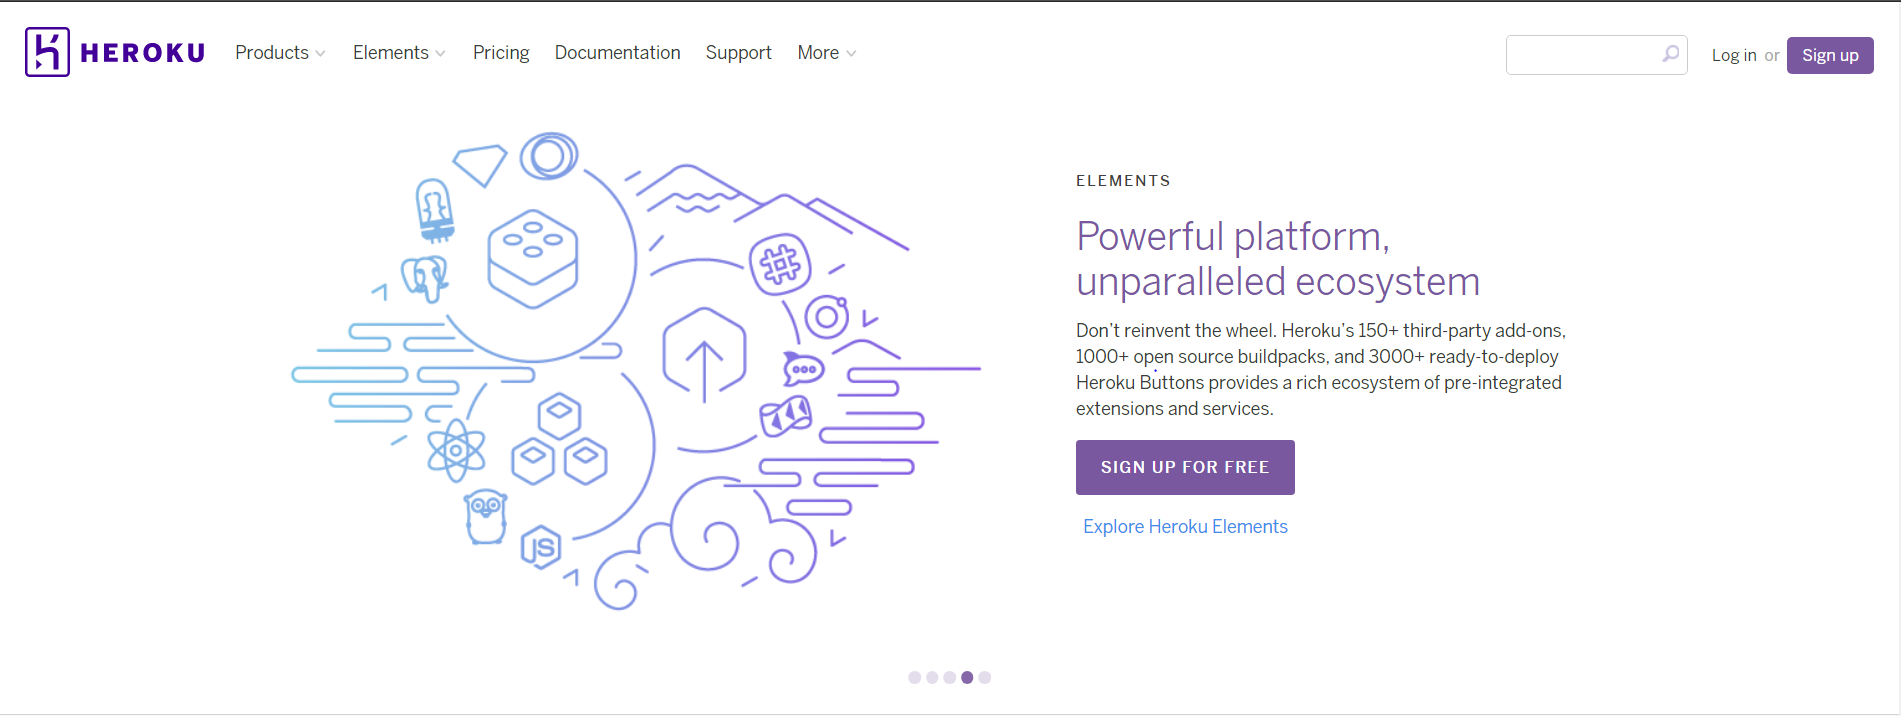 HEROKU
Products
Elements
Pricing
Documentation
Support
More
Log in or
Sign up
ELEMENTS
Powerful platform,
unparalleled ecosystem
Don’t reinvent the wheel. Heroku’s 150+ third-party add-ons,
1000+ open source buildpacks, and 3000+ ready-to-deploy
Heroku Buttons provides a rich ecosystem of pre-integrated
extensions and services.
SIGN UP FOR FREE
Explore Heroku Elements
JS